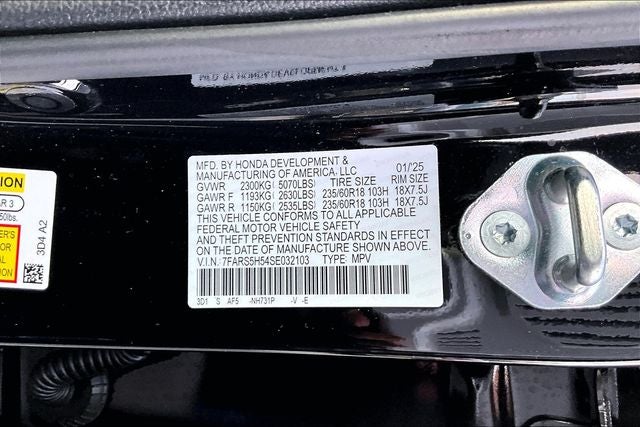 MFD. BY HONDA DEVELOPMENT &
MANUFACTURING OF AMERICA, LLC 01/'25
GVWR 2300KG ( 5070LBS) TIRE SIZE RIM SIZE
GAWR F 1193KG ( 2630LBS) 235/60R18 103H 18X7.5J
GAWR R 1150KG ( 2535LBS) 235/60R18 103H 18X7.5J
THIS VEHICLE CONFORMS TO ALL APPLICABLE
FEDERAL MOTOR VEHICLE SAFETY
AND THEFT PREVENTION STANDARDS IN EFFECT
ON THE DATE OF MANUFACTURE SHOWN ABOVE.
V.I.N. 7FARS5H54SE032103 TYPE: MPV
3D1 S AF5 -NH731P -V -E
3D4 A2